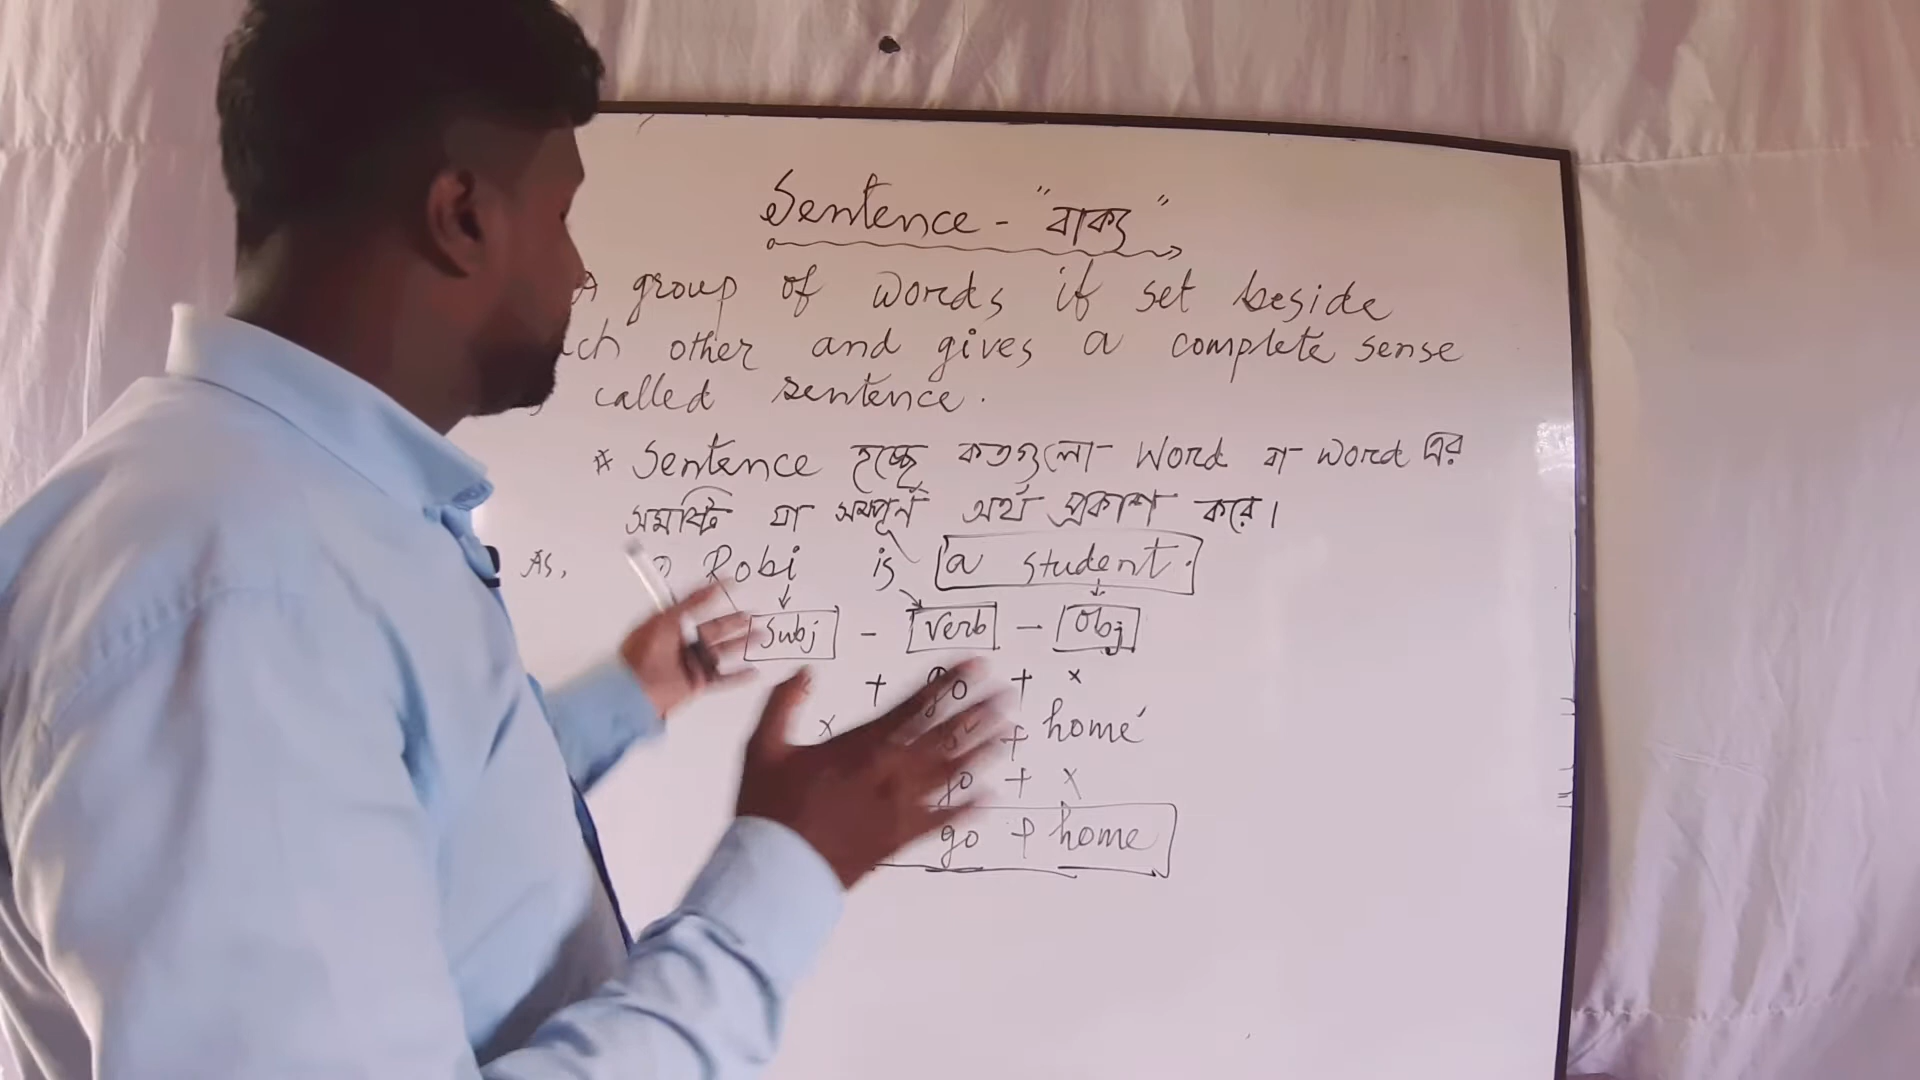 Sentence - "বাক্য"
A group of words if set beside
other and gives a complete sense
called sentence.
* Sentence হচ্ছে কতগুলো Word বা word এর
সমষ্টি যা সম্পূর্ন অর্থ প্রকাশ করে।
As, Robi is a student.
Subj - Verb - Obj
+ go + ×
× + home
go + ×
go + home